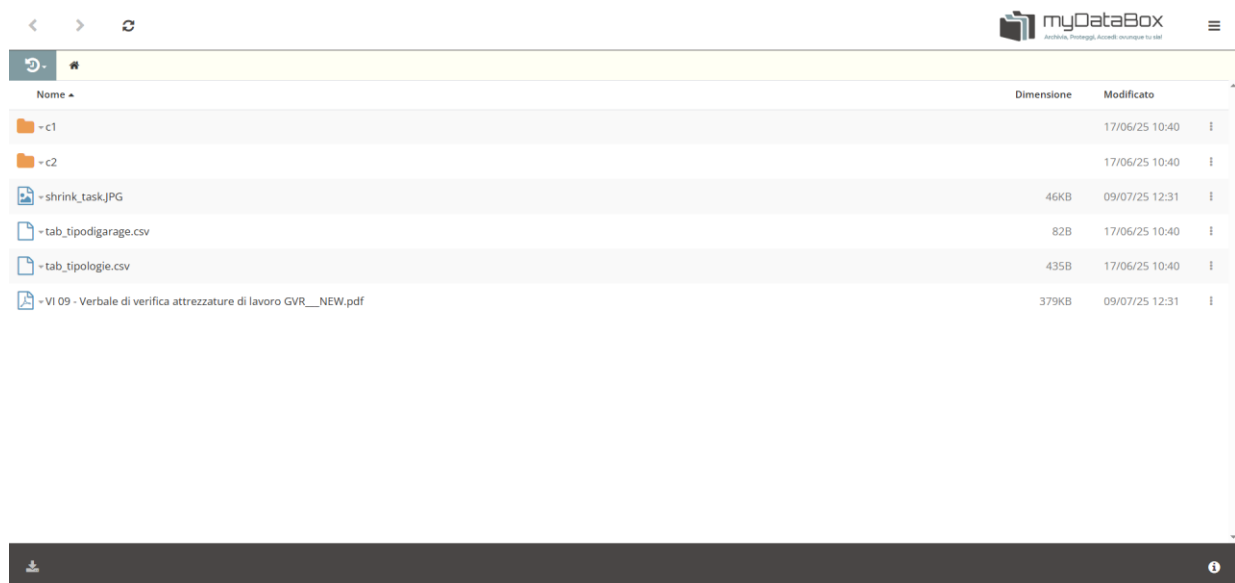 myDataBox
Archivia, Proteggi, Accedi: ovunque tu sia!
Nome Dimensione Modificato
c1 17/06/25 10:40
c2 17/06/25 10:40
shrink_task.JPG 46KB 09/07/25 12:31
tab_tipodigarage.csv 82B 17/06/25 10:40
tab_tipologie.csv 435B 17/06/25 10:40
VI 09 - Verbale di verifica attrezzature di lavoro GVR___NEW.pdf 379KB 09/07/25 12:31